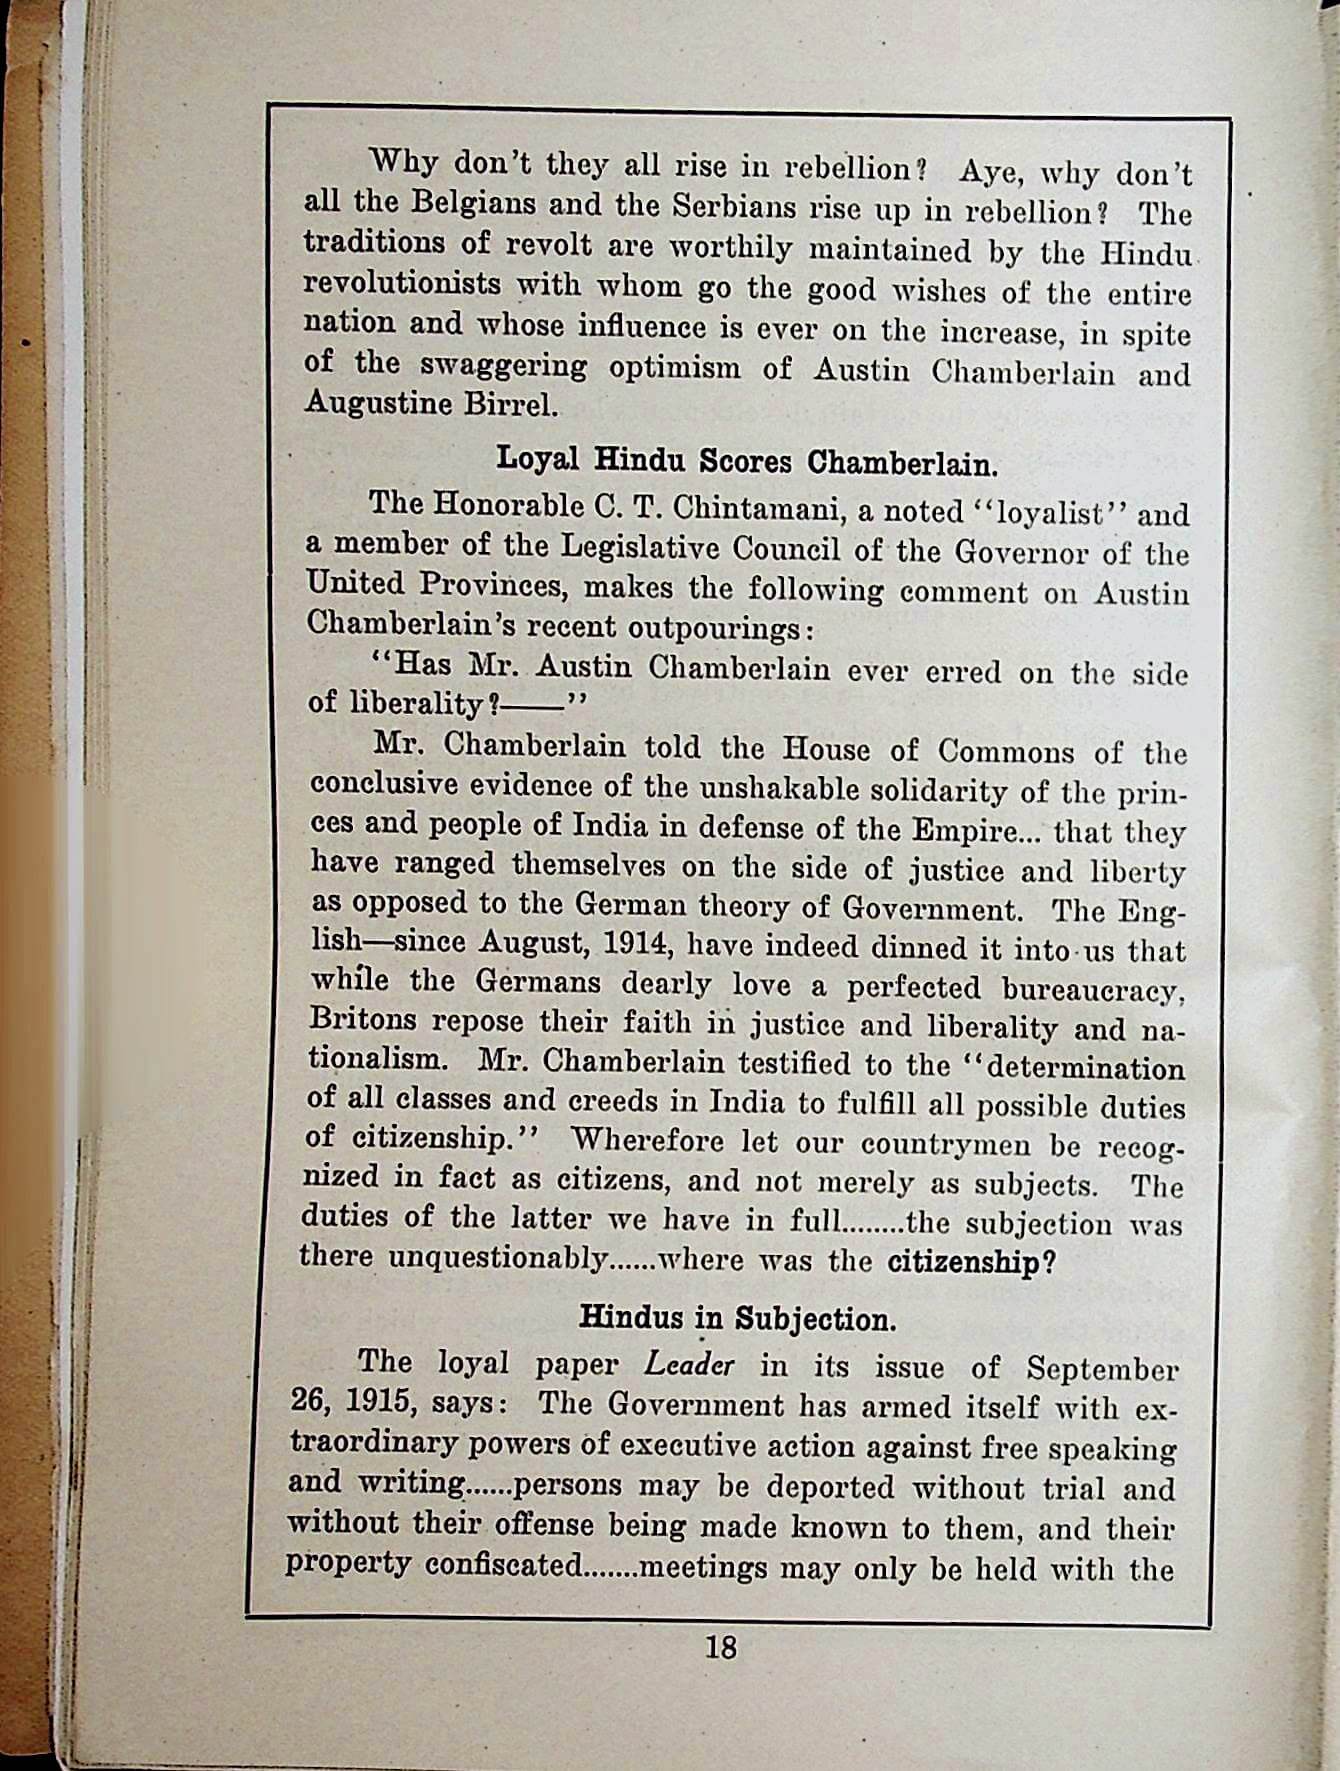 Why don't they all rise in rebellion? Aye, why don't
all the Belgians and the Serbians rise up in rebellion? The
traditions of revolt are worthily maintained by the Hindu
revolutionists with whom go the good wishes of the entire
nation and whose influence is ever on the increase, in spite
of the swaggering optimism of Austin Chamberlain and
Augustine Birrel.
Loyal Hindu Scores Chamberlain.
The Honorable C. T. Chintamani, a noted "loyalist" and
a member of the Legislative Council of the Governor of the
United Provinces, makes the following comment on Austin
Chamberlain's recent outpourings:
"Has Mr. Austin Chamberlain ever erred on the side
of liberality?——"
Mr. Chamberlain told the House of Commons of the
conclusive evidence of the unshakable solidarity of the prin-
ces and people of India in defense of the Empire... that they
have ranged themselves on the side of justice and liberty
as opposed to the German theory of Government. The Eng-
lish—since August, 1914, have indeed dinned it into us that
while the Germans dearly love a perfected bureaucracy,
Britons repose their faith in justice and liberality and na-
tionalism. Mr. Chamberlain testified to the "determination
of all classes and creeds in India to fulfill all possible duties
of citizenship." Wherefore let our countrymen be recog-
nized in fact as citizens, and not merely as subjects. The
duties of the latter we have in full........the subjection was
there unquestionably......where was the citizenship?
Hindus in Subjection.
The loyal paper Leader in its issue of September
26, 1915, says: The Government has armed itself with ex-
traordinary powers of executive action against free speaking
and writing......persons may be deported without trial and
without their offense being made known to them, and their
property confiscated.......meetings may only be held with the
18